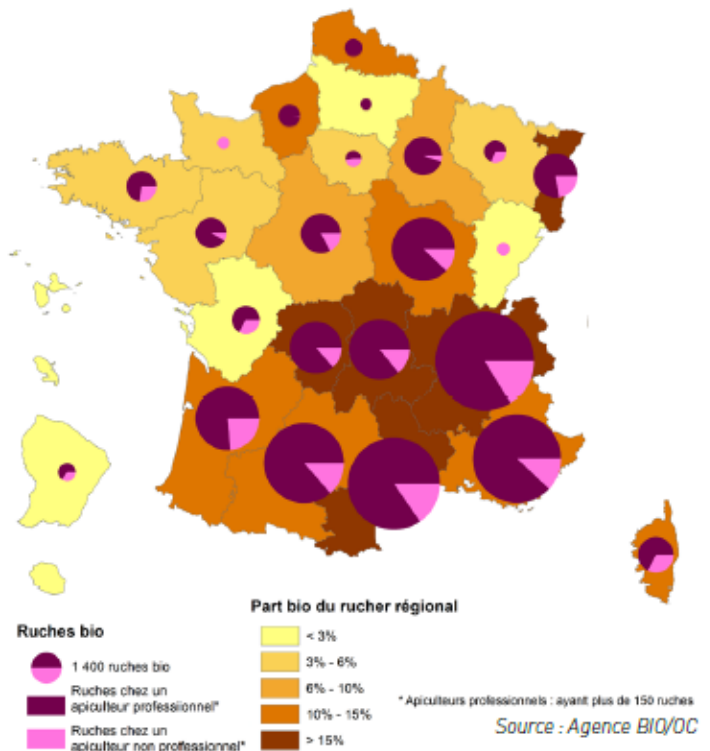 Part bio du rucher régional
Ruches bio
1 400 ruches bio
Ruches chez un
apiculteur professionnel*
Ruches chez un
apiculteur non professionnel*
< 3%
3% - 6%
6% - 10%
10% - 15%
> 15%
* Apiculteurs professionnels : ayant plus de 150 ruches
Source : Agence BIO/OC